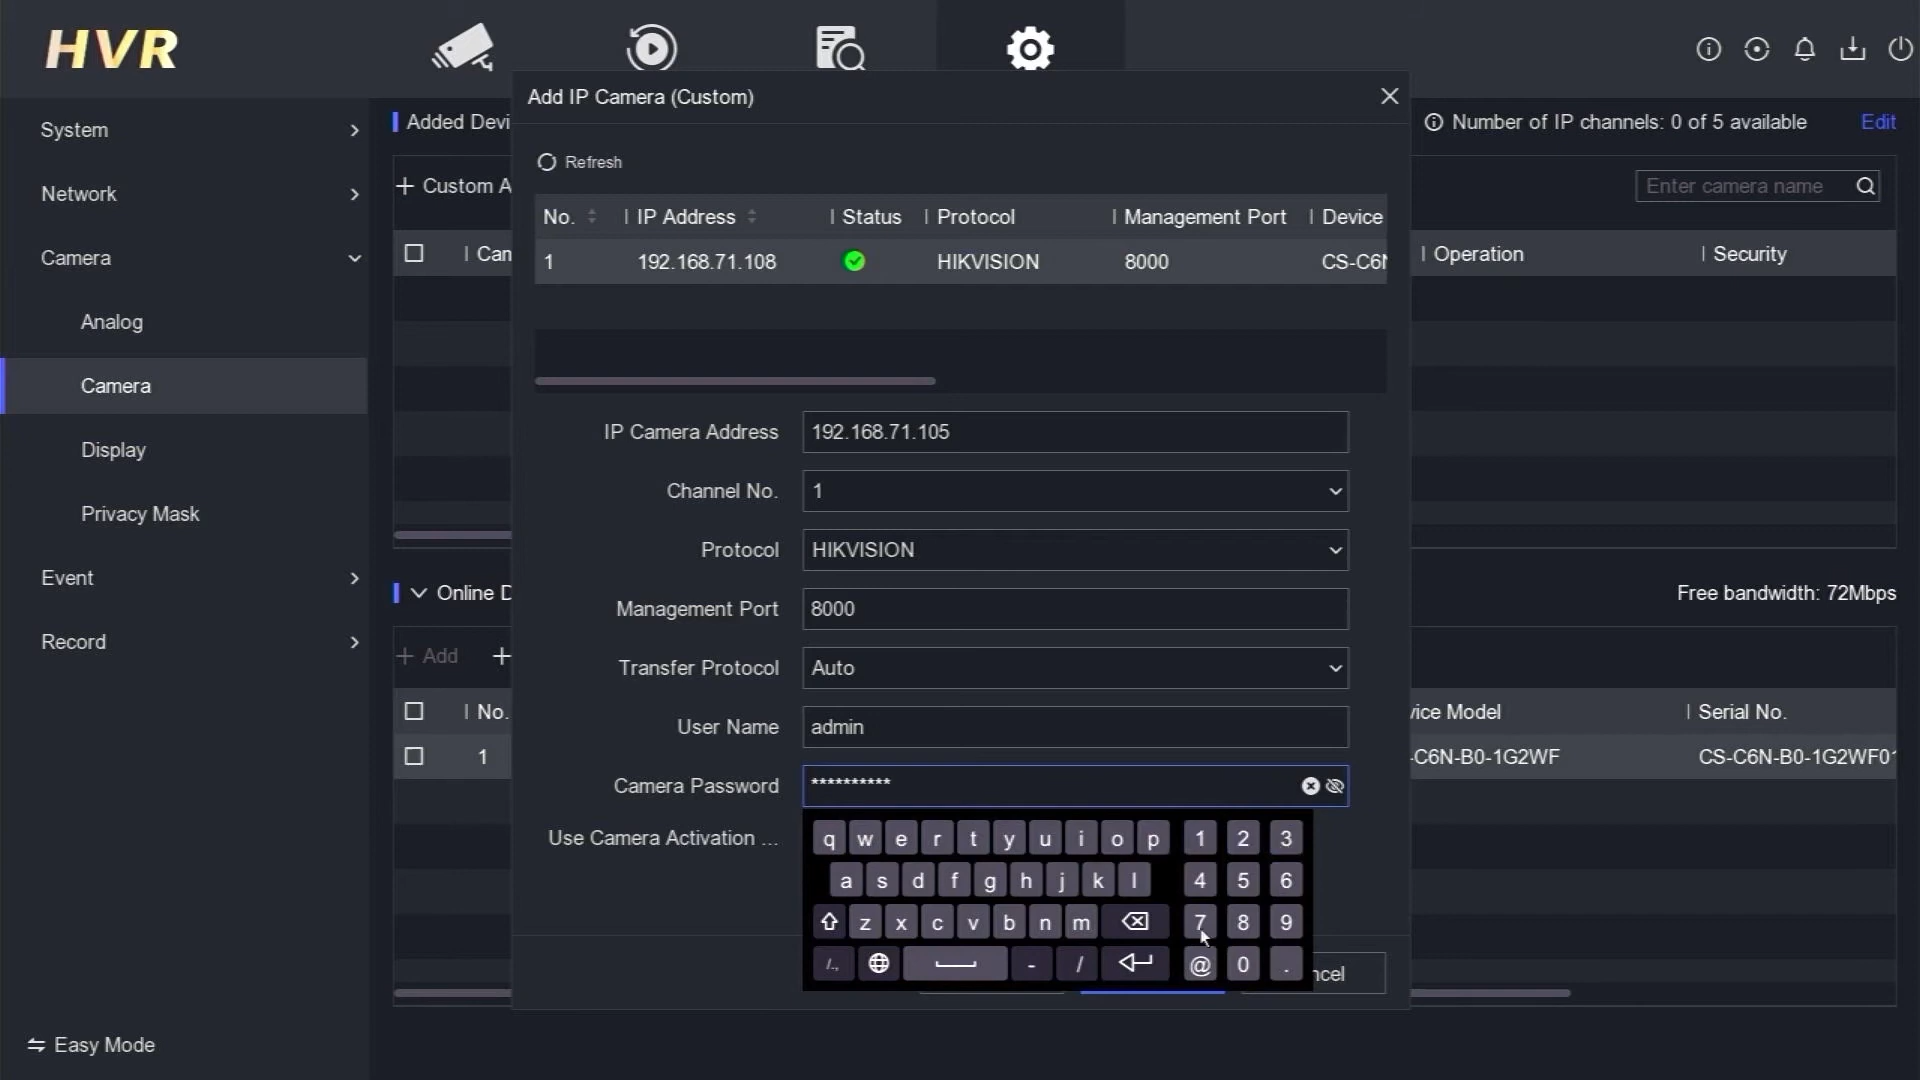 HVR
System
Network
Camera
Analog
Camera
Display
Privacy Mask
Event
Record
Easy Mode
Added Devi
Number of IP channels: 0 of 5 available
Edit
+ Custom A
Enter camera name
Can
Operation
Security
Online D
Free bandwidth: 72Mbps
+ Add +
No.
vice Model
Serial No.
1
-C6N-B0-1G2WF
CS-C6N-B0-1G2WF01
Add IP Camera (Custom)
Refresh
No. IP Address Status Protocol Management Port Device
1 192.168.71.108 HIKVISION 8000 CS-C6N
IP Camera Address 192.168.71.105
Channel No. 1
Protocol HIKVISION
Management Port 8000
Transfer Protocol Auto
User Name admin
Camera Password **********
Use Camera Activation ...
q w e r t y u i o p 1 2 3
a s d f g h j k l 4 5 6
z x c v b n m 7 8 9
/., - / @ 0 .
ncel